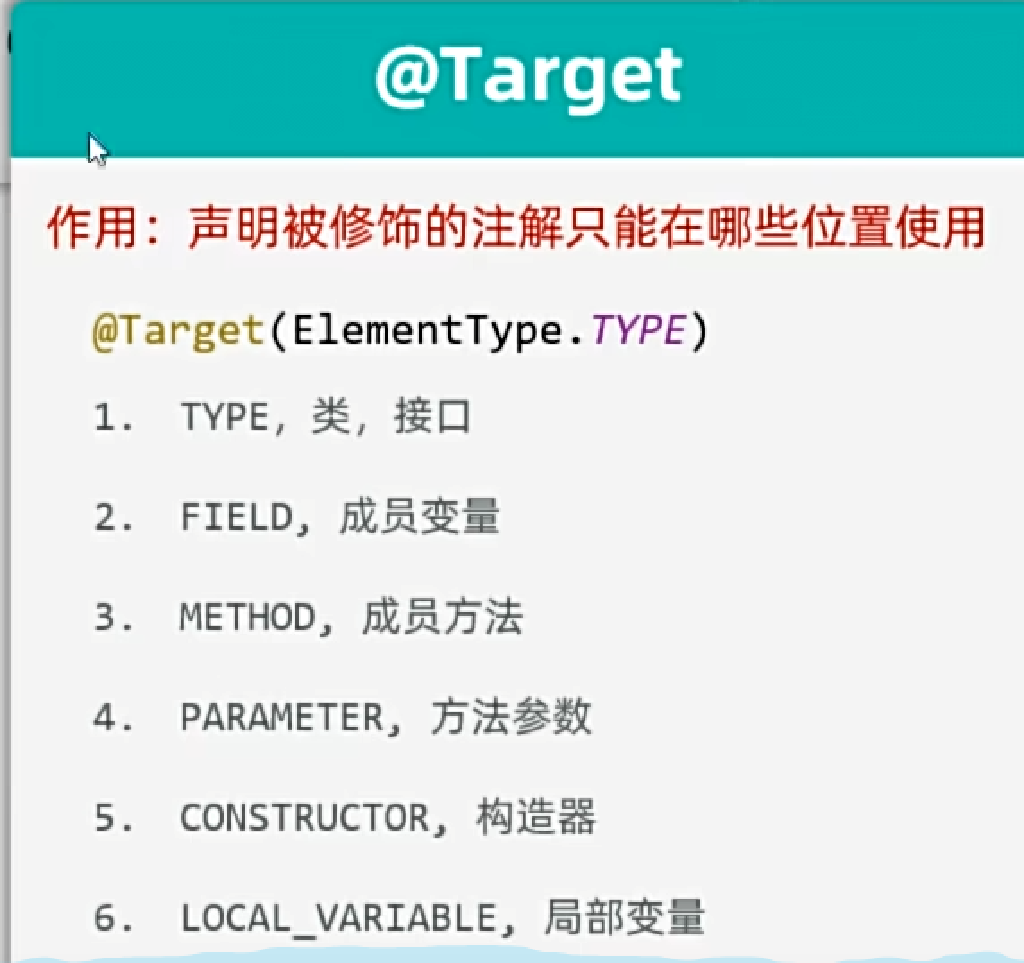 @Target
作用：声明被修饰的注解只能在哪些位置使用
@Target(ElementType.TYPE)
1. TYPE，类，接口
2. FIELD, 成员变量
3. METHOD, 成员方法
4. PARAMETER, 方法参数
5. CONSTRUCTOR, 构造器
6. LOCAL_VARIABLE, 局部变量